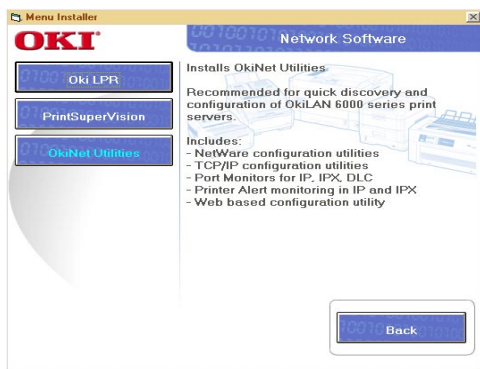 Menu Installer
OKI
Network Software
Oki LPR
PrintSuperVision
OkiNet Utilities
Installs OkiNet Utilities
Recommended for quick discovery and
configuration of OkiLAN 6000 series print
servers.
Includes:
- NetWare configuration utilities
- TCP/IP configuration utilities
- Port Monitors for IP, IPX, DLC
- Printer Alert monitoring in IP and IPX
- Web based configuration utility
Back